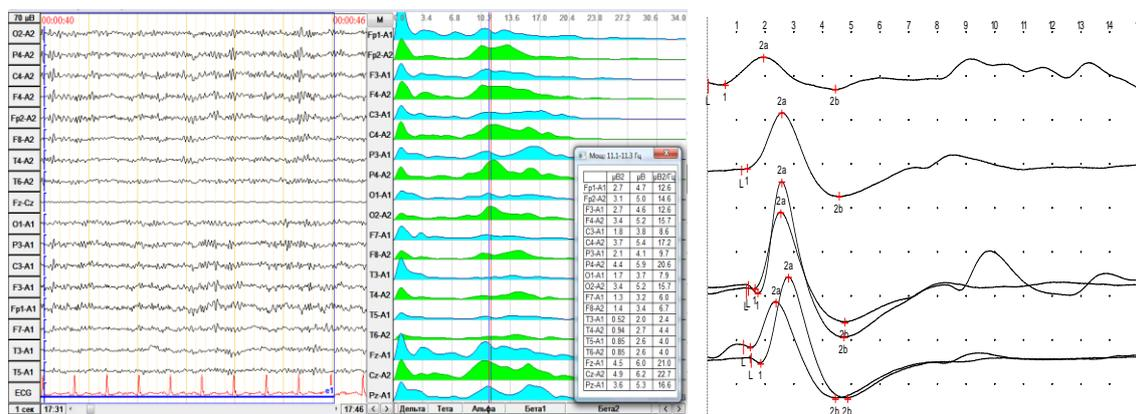 70 µВ
00:00:40
00:00:46
O2-A2
P4-A2
C4-A2
F4-A2
Fp2-A2
F8-A2
T4-A2
T6-A2
Fz-Cz
O1-A1
P3-A1
C3-A1
F3-A1
Fp1-A1
F7-A1
T3-A1
T5-A1
ECG
e1
1 сек
17:31
17:46
М
3.4 6.8 10.2 13.6 17.0 20.4 23.8 27.2 30.6 34.0
Fp1-A1
Fp2-A2
F3-A1
F4-A2
C3-A1
C4-A2
P3-A1
P4-A2
O1-A1
O2-A2
F7-A1
F8-A2
T3-A1
T4-A2
T5-A1
T6-A2
Fz-A1
Cz-A2
Pz-A1
Дельта Тета Альфа Бета1 Бета2
Мощ: 11.1-11.3 Гц
µВ2 µВ µВ2/Гц
Fp1-A1 2.7 4.7 12.6
Fp2-A2 3.1 5.0 14.6
F3-A1 2.7 4.6 12.6
F4-A2 3.4 5.2 15.7
C3-A1 1.8 3.8 8.6
C4-A2 3.7 5.4 17.2
P3-A1 2.1 4.1 9.7
P4-A2 4.4 5.9 20.6
O1-A1 1.7 3.7 7.9
O2-A2 3.4 5.2 15.7
F7-A1 1.3 3.2 6.0
F8-A2 1.4 3.4 6.7
T3-A1 0.52 2.0 2.4
T4-A2 0.94 2.7 4.4
T5-A1 0.85 2.6 4.0
T6-A2 0.85 2.6 4.0
Fz-A1 4.5 6.0 21.0
Cz-A2 4.9 6.2 22.7
Pz-A1 3.6 5.3 16.6
1 2 3 4 5 6 7 8 9 10 11 12 13 14
2a
L 1 2b
2a
L 1
2b
2a
2a
L 1
2b
2b
2a
2a
L 1
2b 2b